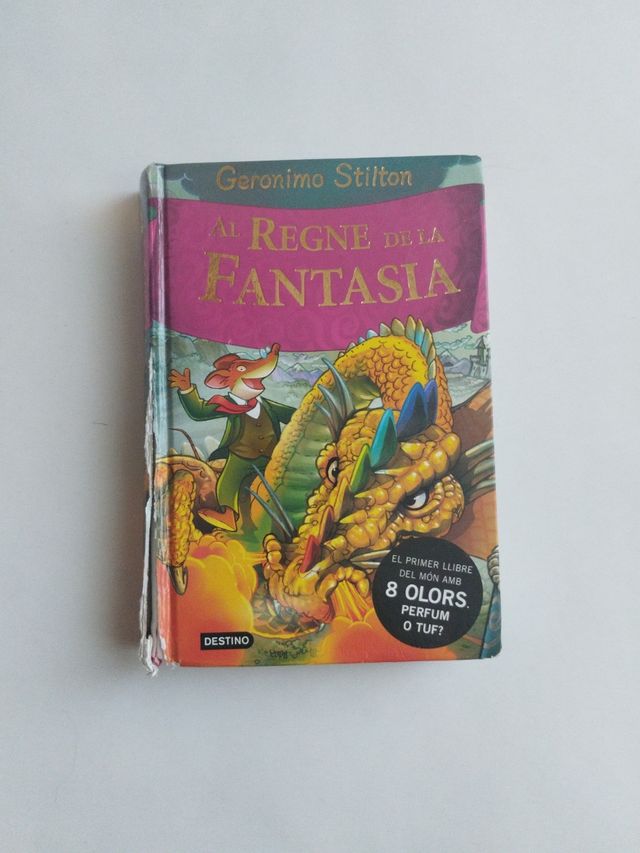 Geronimo Stilton
AL REGNE DE LA
FANTASIA
EL PRIMER LLIBRE
DEL MÓN AMB
8 OLORS.
PERFUM
O TUF?
DESTINO